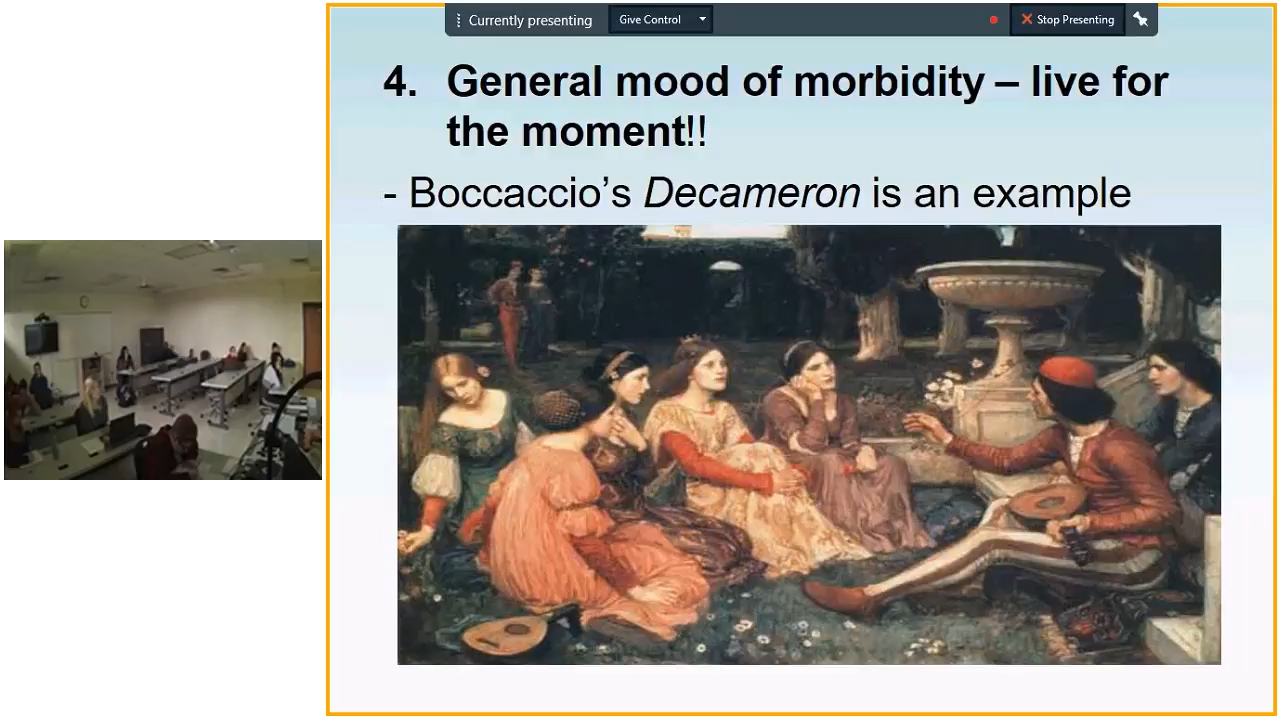 Currently presenting
Give Control
Stop Presenting
4. General mood of morbidity – live for
the moment!!
- Boccaccio’s Decameron is an example